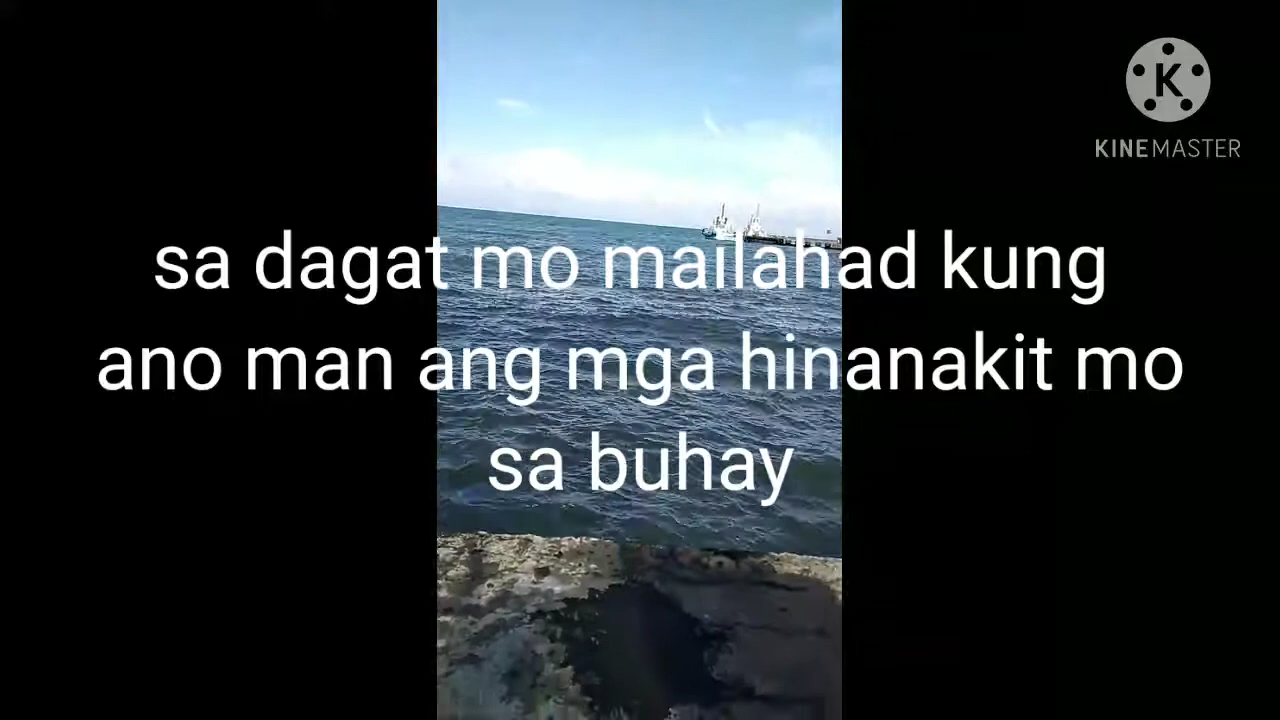 KINEMASTER
sa dagat mo mailahad kung
ano man ang mga hinanakit mo
sa buhay